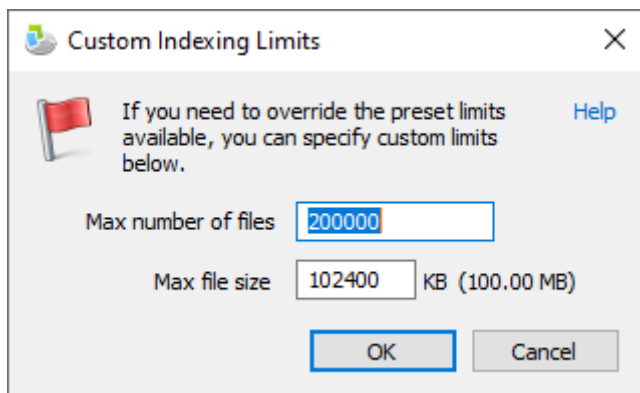 Custom Indexing Limits
If you need to override the preset limits Help
available, you can specify custom limits
below.
Max number of files 200000
Max file size 102400 KB (100.00 MB)
OK Cancel